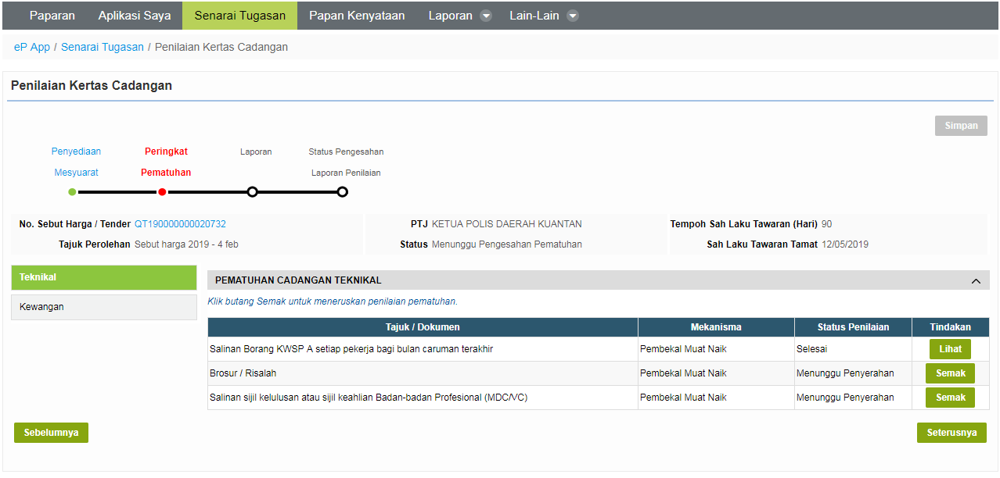 Paparan Aplikasi Saya Senarai Tugasan Papan Kenyataan Laporan Lain-Lain
eP App / Senarai Tugasan / Penilaian Kertas Cadangan
Penilaian Kertas Cadangan
Simpan
Penyediaan Peringkat Laporan Status Pengesahan
Mesyuarat Pematuhan Laporan Penilaian
No. Sebut Harga / Tender QT190000000020732 PTJ KETUA POLIS DAERAH KUANTAN Tempoh Sah Laku Tawaran (Hari) 90
Tajuk Perolehan Sebut harga 2019 - 4 feb Status Menunggu Pengesahan Pematuhan Sah Laku Tawaran Tamat 12/05/2019
Teknikal
Kewangan
PEMATUHAN CADANGAN TEKNIKAL
Klik butang Semak untuk meneruskan penilaian pematuhan.
Tajuk / Dokumen Mekanisma Status Penilaian Tindakan
Salinan Borang KWSP A setiap pekerja bagi bulan caruman terakhir Pembekal Muat Naik Selesai Lihat
Brosur / Risalah Pembekal Muat Naik Menunggu Penyerahan Semak
Salinan sijil kelulusan atau sijil keahlian Badan-badan Profesional (MDC/VC) Pembekal Muat Naik Menunggu Penyerahan Semak
Sebelumnya Seterusnya